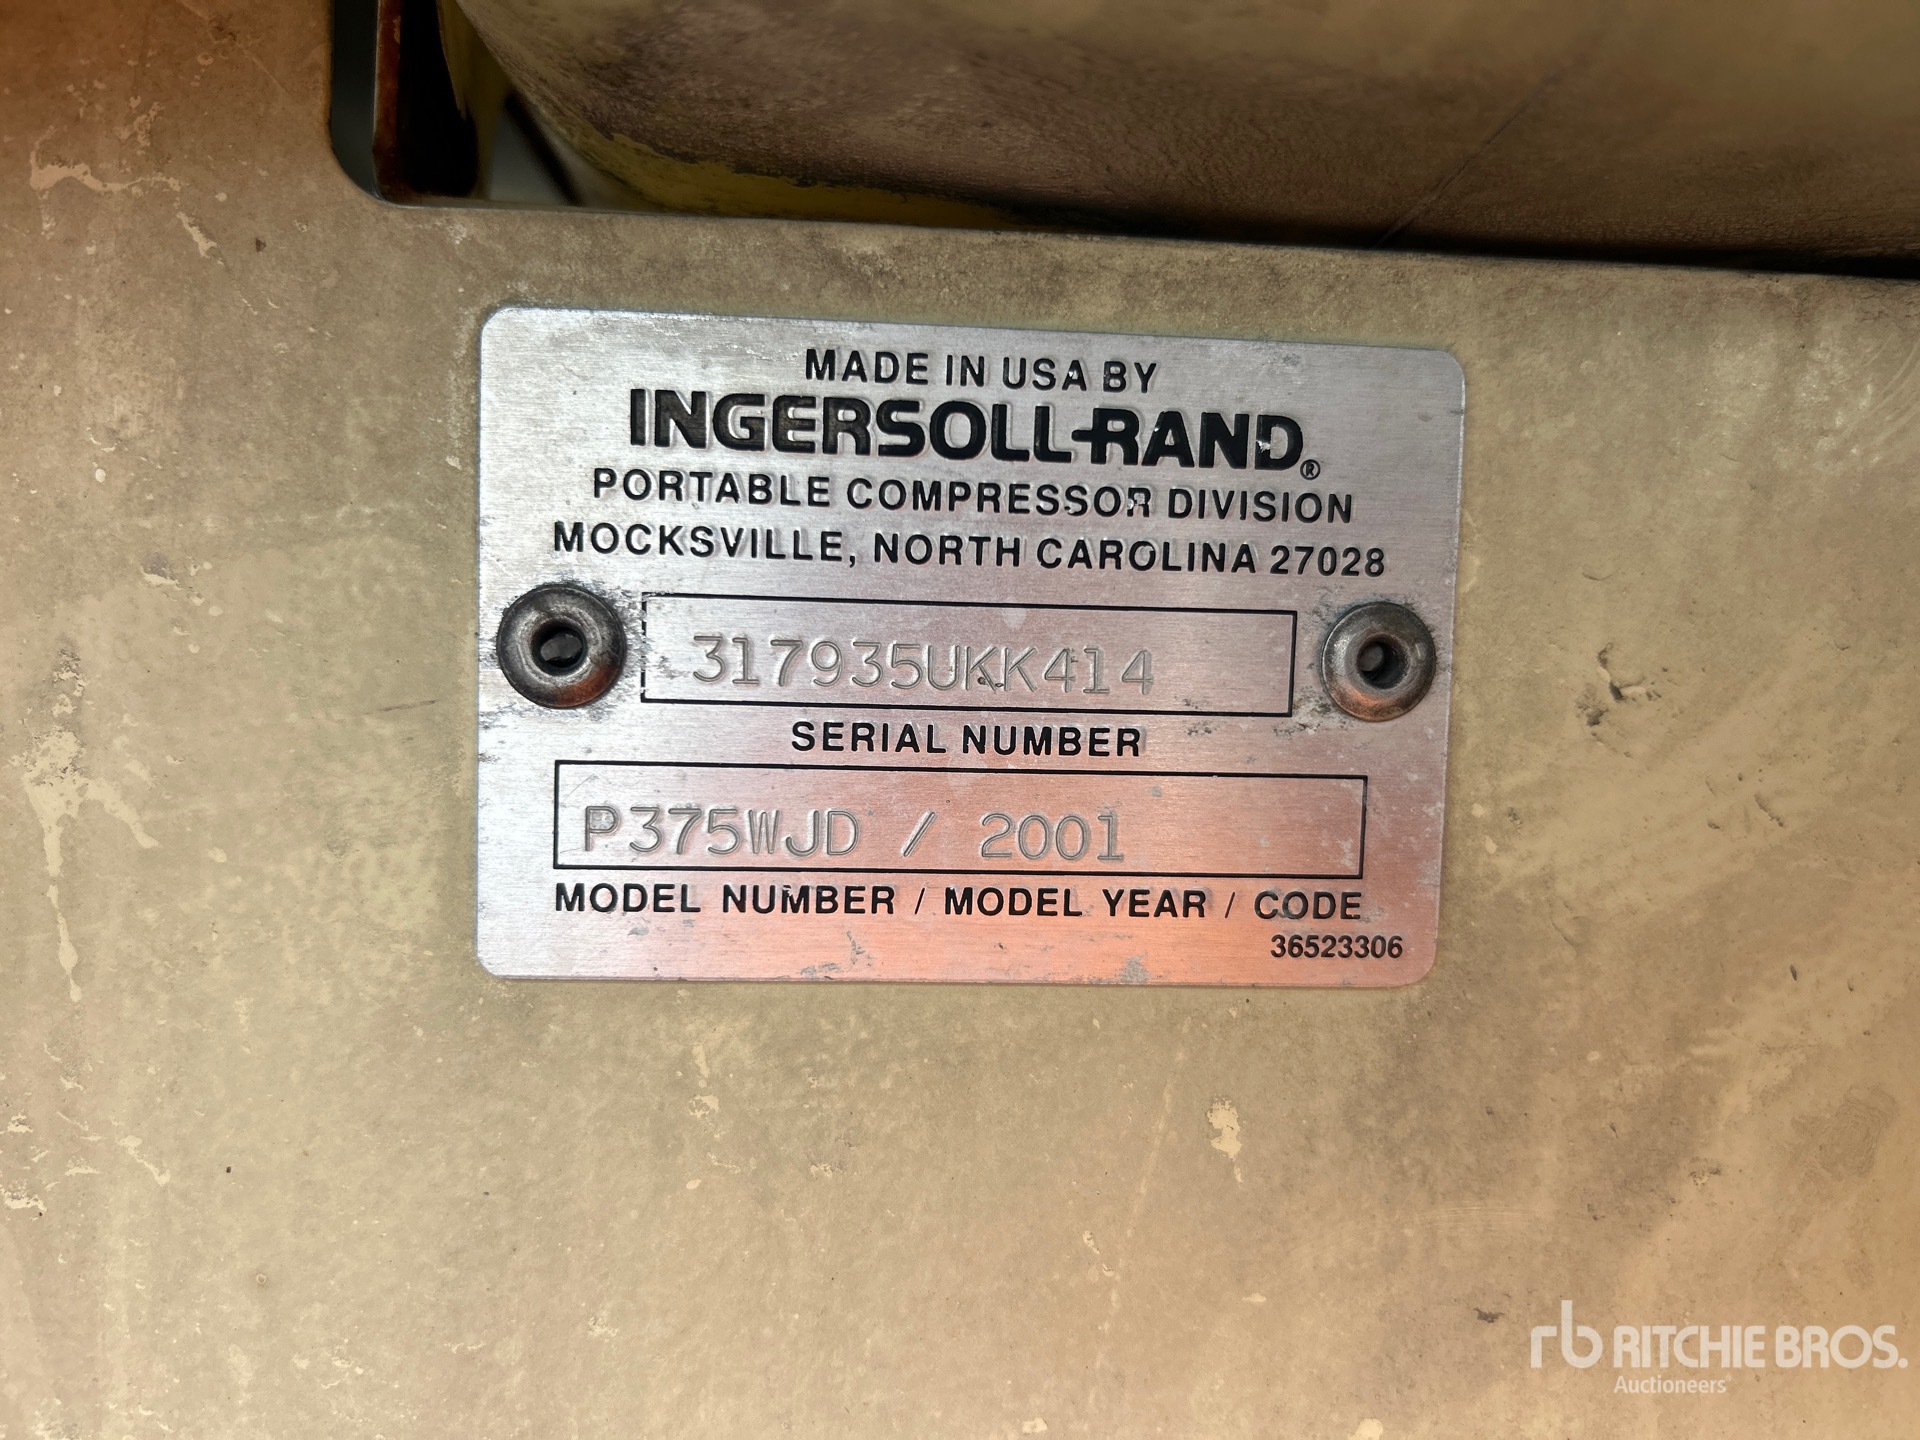 MADE IN USA BY
INGERSOLL-RAND®
PORTABLE COMPRESSOR DIVISION
MOCKSVILLE, NORTH CAROLINA 27028
317935UKK414
SERIAL NUMBER
P375WJD / 2001
MODEL NUMBER / MODEL YEAR / CODE
36523306
rb RITCHIE BROS.
Auctioneers